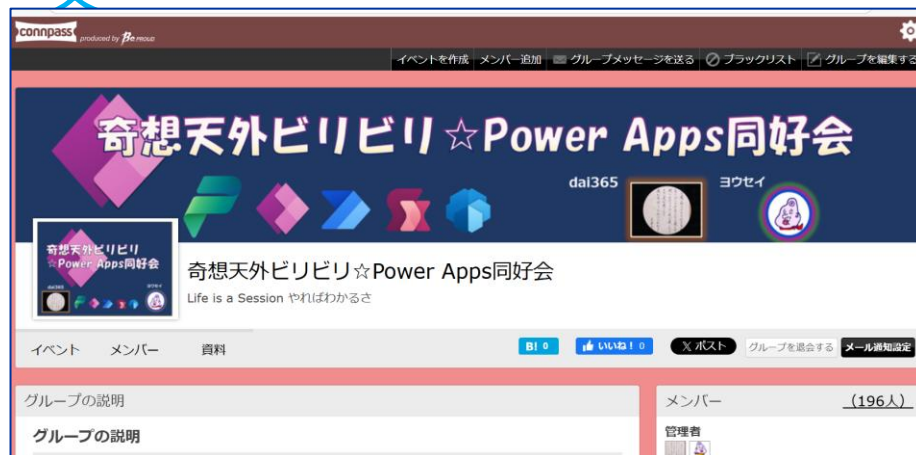 connpass produced by Be PROUD
イベントを作成 メンバー追加 グループメッセージを送る ブラックリスト グループを編集する
奇想天外ビリビリ☆Power Apps同好会
dai365 ヨウセイ
奇想天外ビリビリ
☆Power Apps同好会
dai365 ヨウセイ
奇想天外ビリビリ☆Power Apps同好会
Life is a Session やればわかるさ
イベント メンバー 資料 B! 0 いいね! 0 X ポスト グループを退会する メール通知設定
グループの説明 メンバー (196人)
グループの説明 管理者